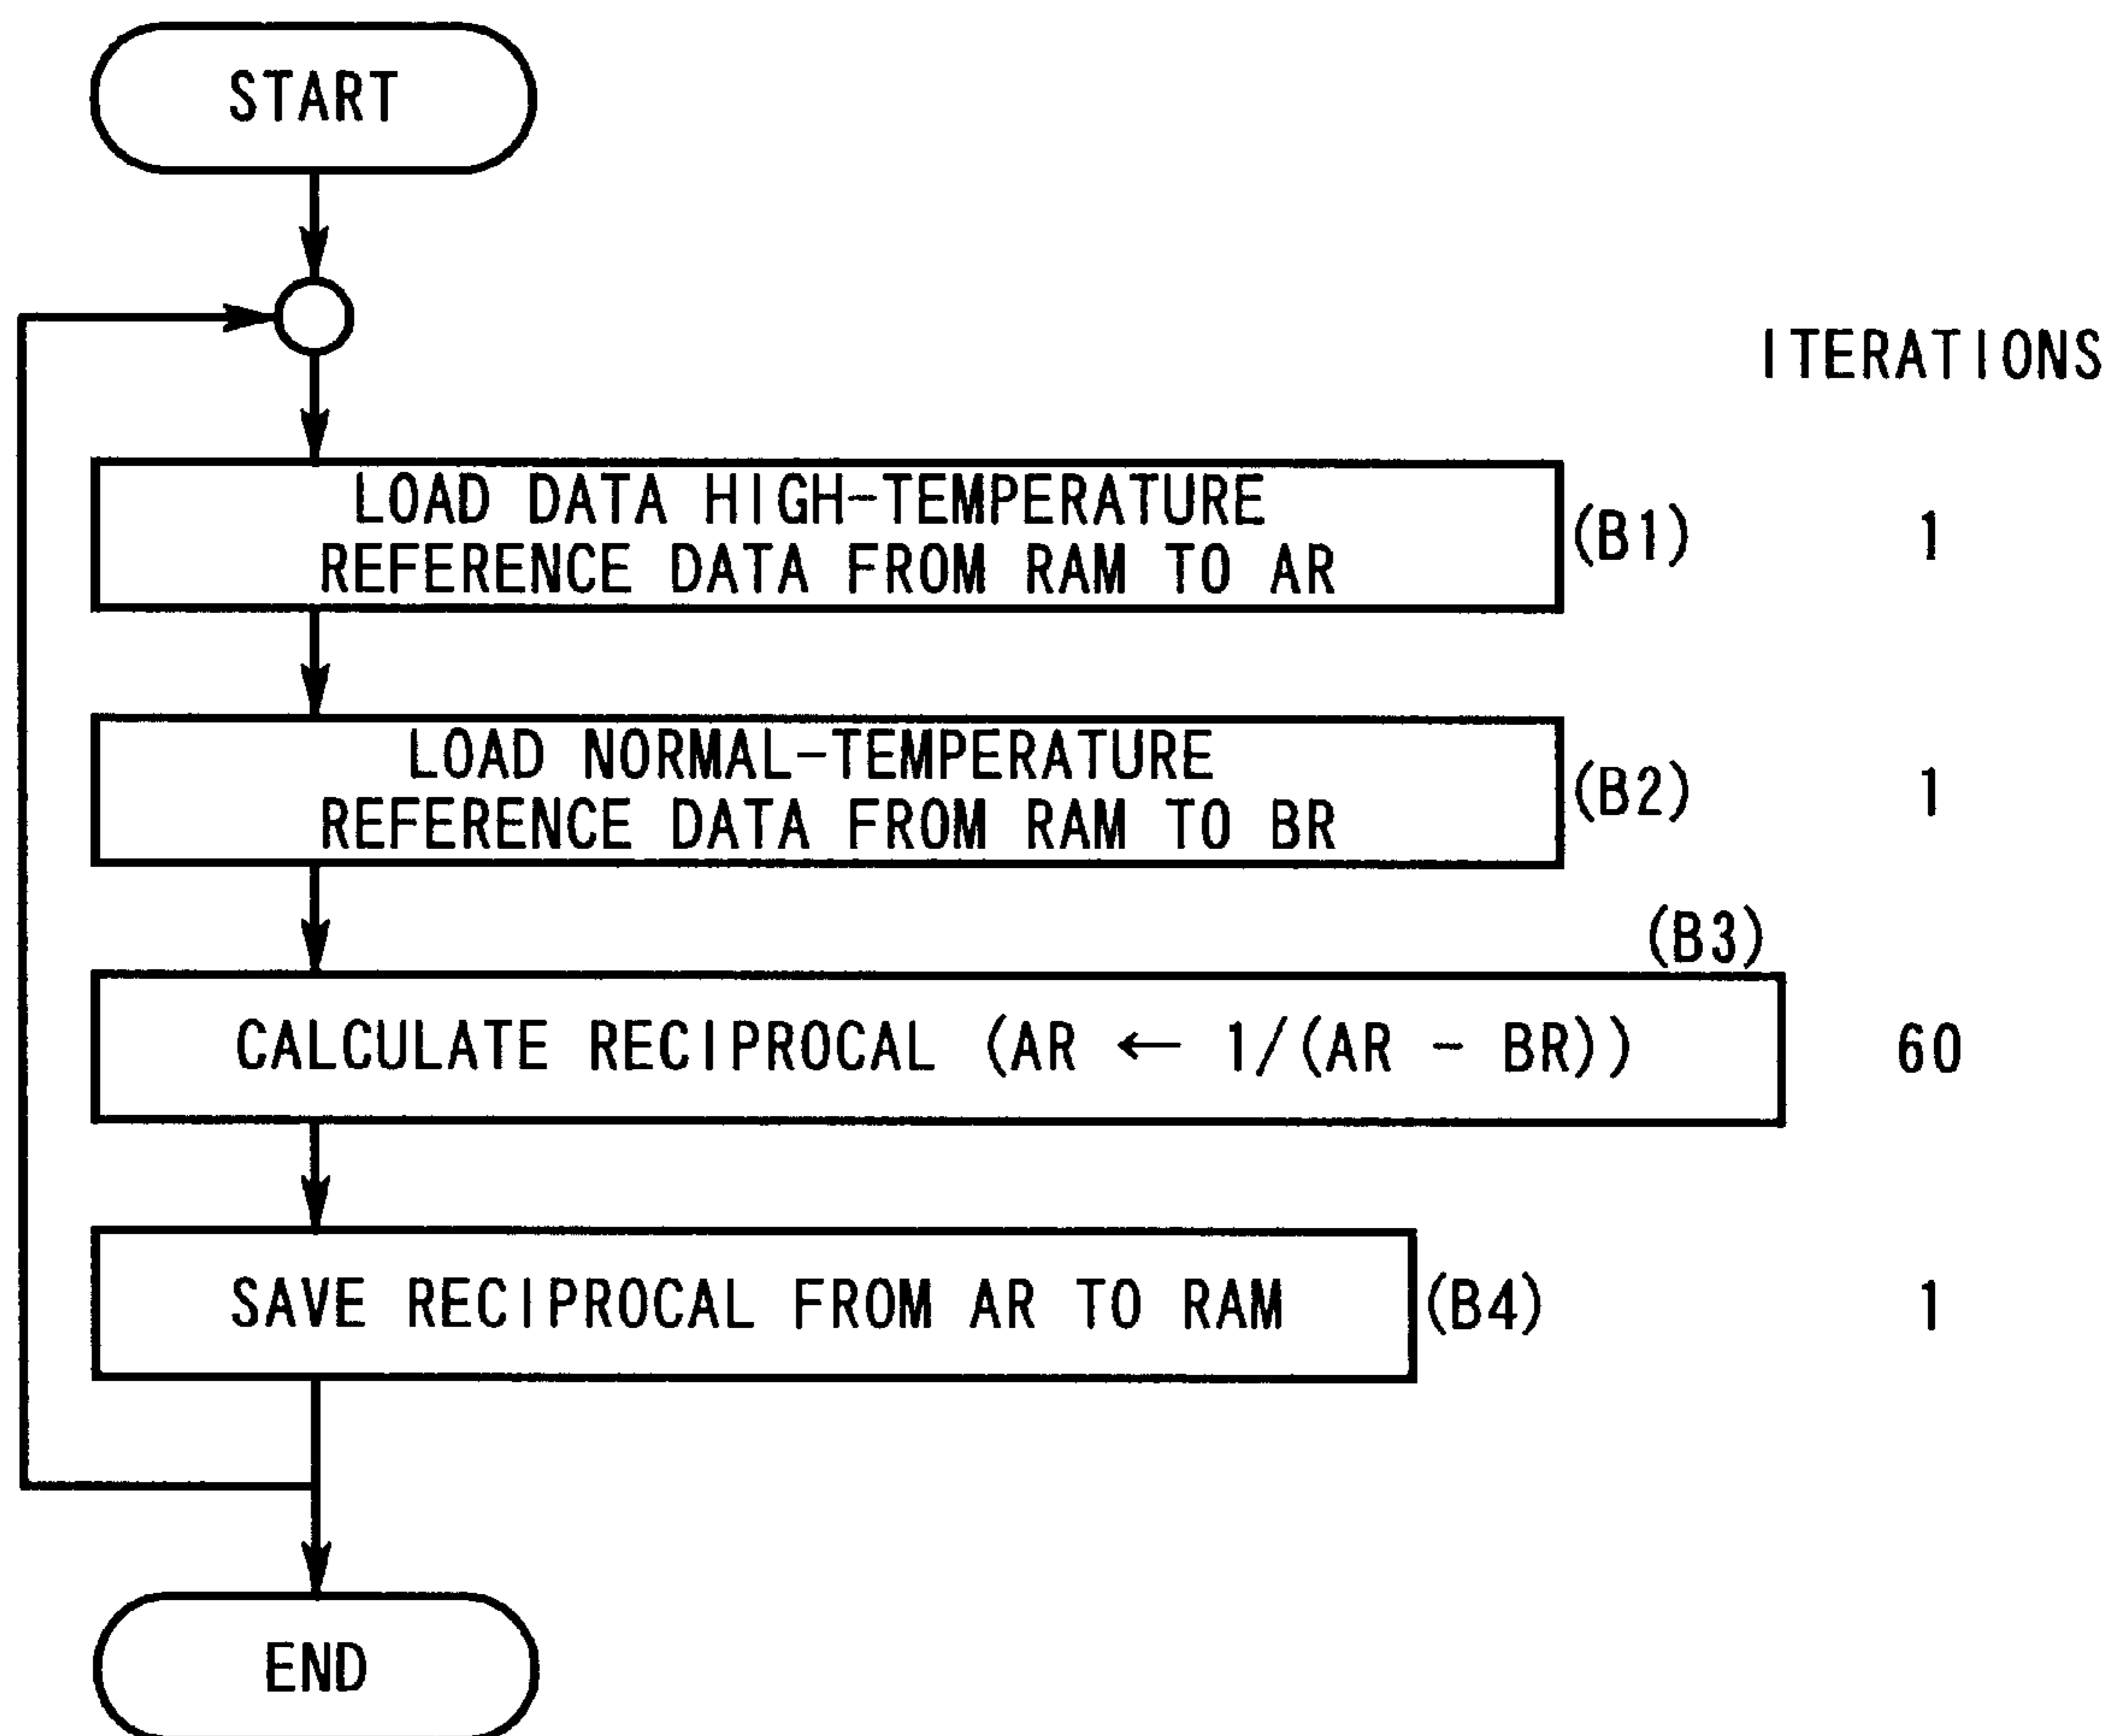 START
ITERATIONS
LOAD DATA HIGH-TEMPERATURE
REFERENCE DATA FROM RAM TO AR
(B1)
1
LOAD NORMAL-TEMPERATURE
REFERENCE DATA FROM RAM TO BR
(B2)
1
(B3)
CALCULATE RECIPROCAL (AR ← 1/(AR - BR))
60
SAVE RECIPROCAL FROM AR TO RAM
(B4)
1
END